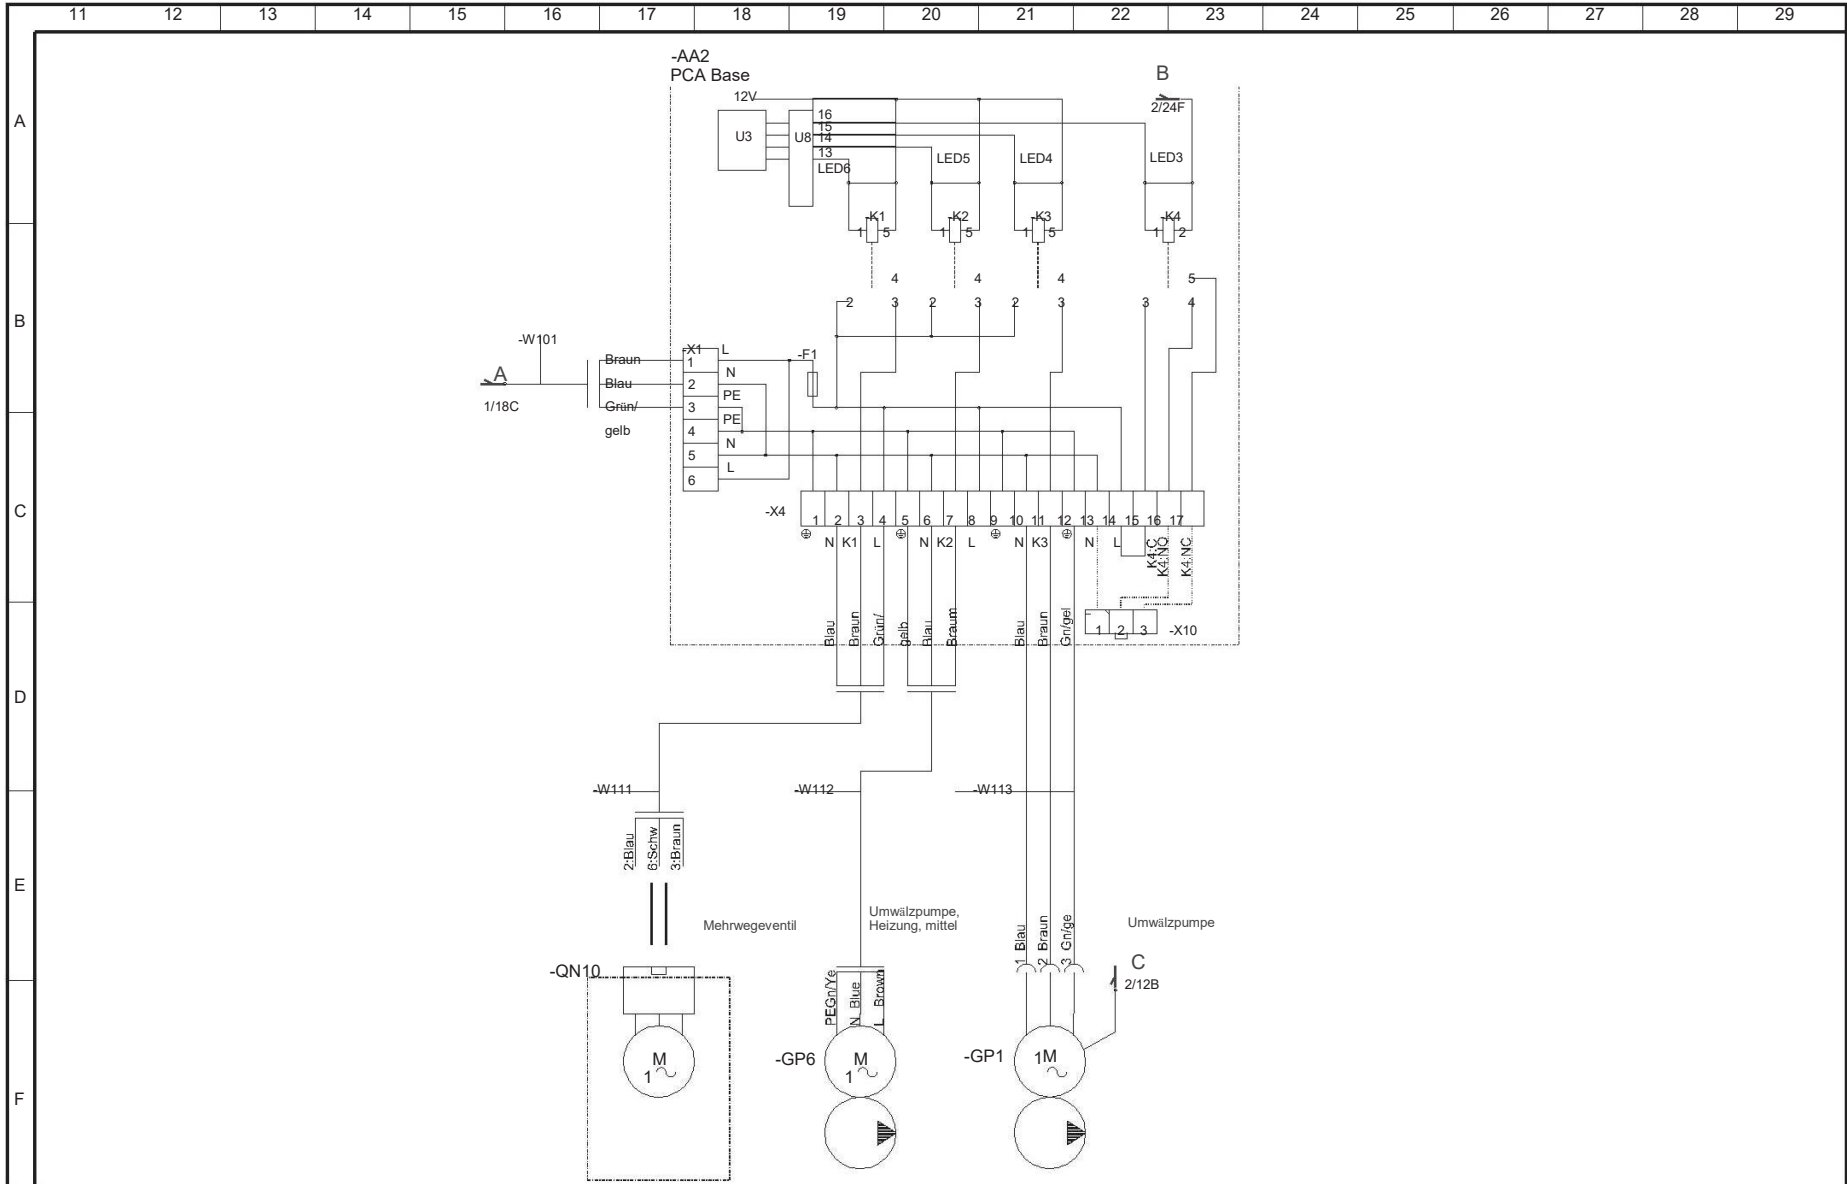 11 12 13 14 15 16 17 18 19 20 21 22 23 24 25 26 27 28 29
-AA2
PCA Base
B
12V
2/24F
A
U3
U8
16
15
14
13
LED6
LED5
LED4
LED3
-K1
-K2
-K3
-K4
1 5
1 5
1 5
1 2
4 4 4 5
2 3 2 3 2 3 3 4
B
-W101
-X1
L
-F1
Braun
1
N
A
Blau
2
PE
1/18C
Grün/
3
PE
gelb
4
N
5
L
6
C
-X4
1 2 3 4 5 6 7 8 9 10 11 12 13 14 15 16 17
N K1 L N K2 L N K3 N L
K4:C
K4:NO
K4:NC
Blau
Braun
Grün/
gelb
Blau
Braum
Blau
Braun
Gn/gel
1 2 3
-X10
D
-W111
-W112
-W113
2:Blau
6:Schw
3:Braun
E
Mehrwegeventil
Umwälzpumpe,
Heizung, mittel
1 Blau
2 Braun
3 Gn/ge
Umwälzpumpe
C
2/12B
-QN10
PEGn/Ye
N Blue
L Brown
-GP6
-GP1
M
1
M
1
1M
F